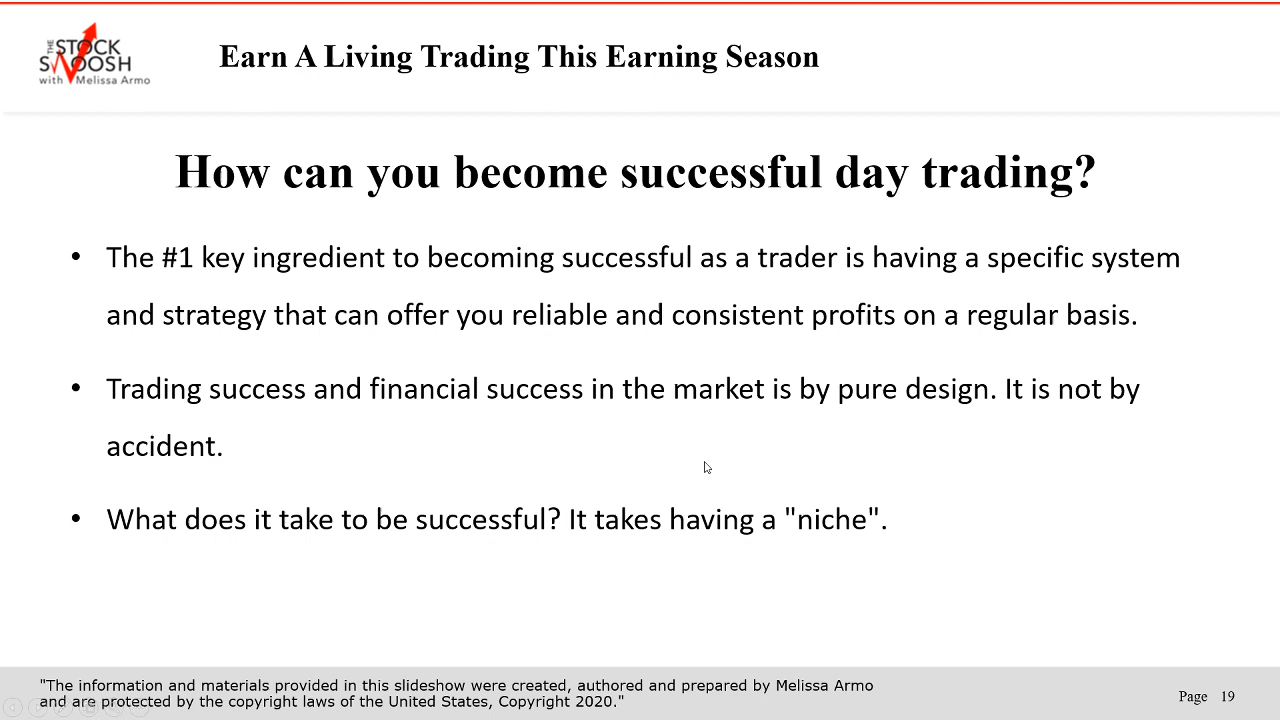 THE STOCK
SWOOSH
with Melissa Armo
Earn A Living Trading This Earning Season
How can you become successful day trading?
• The #1 key ingredient to becoming successful as a trader is having a specific system
and strategy that can offer you reliable and consistent profits on a regular basis.
• Trading success and financial success in the market is by pure design. It is not by
accident.
• What does it take to be successful? It takes having a "niche".
"The information and materials provided in this slideshow were created, authored and prepared by Melissa Armo
and are protected by the copyright laws of the United States, Copyright 2020."
Page 19